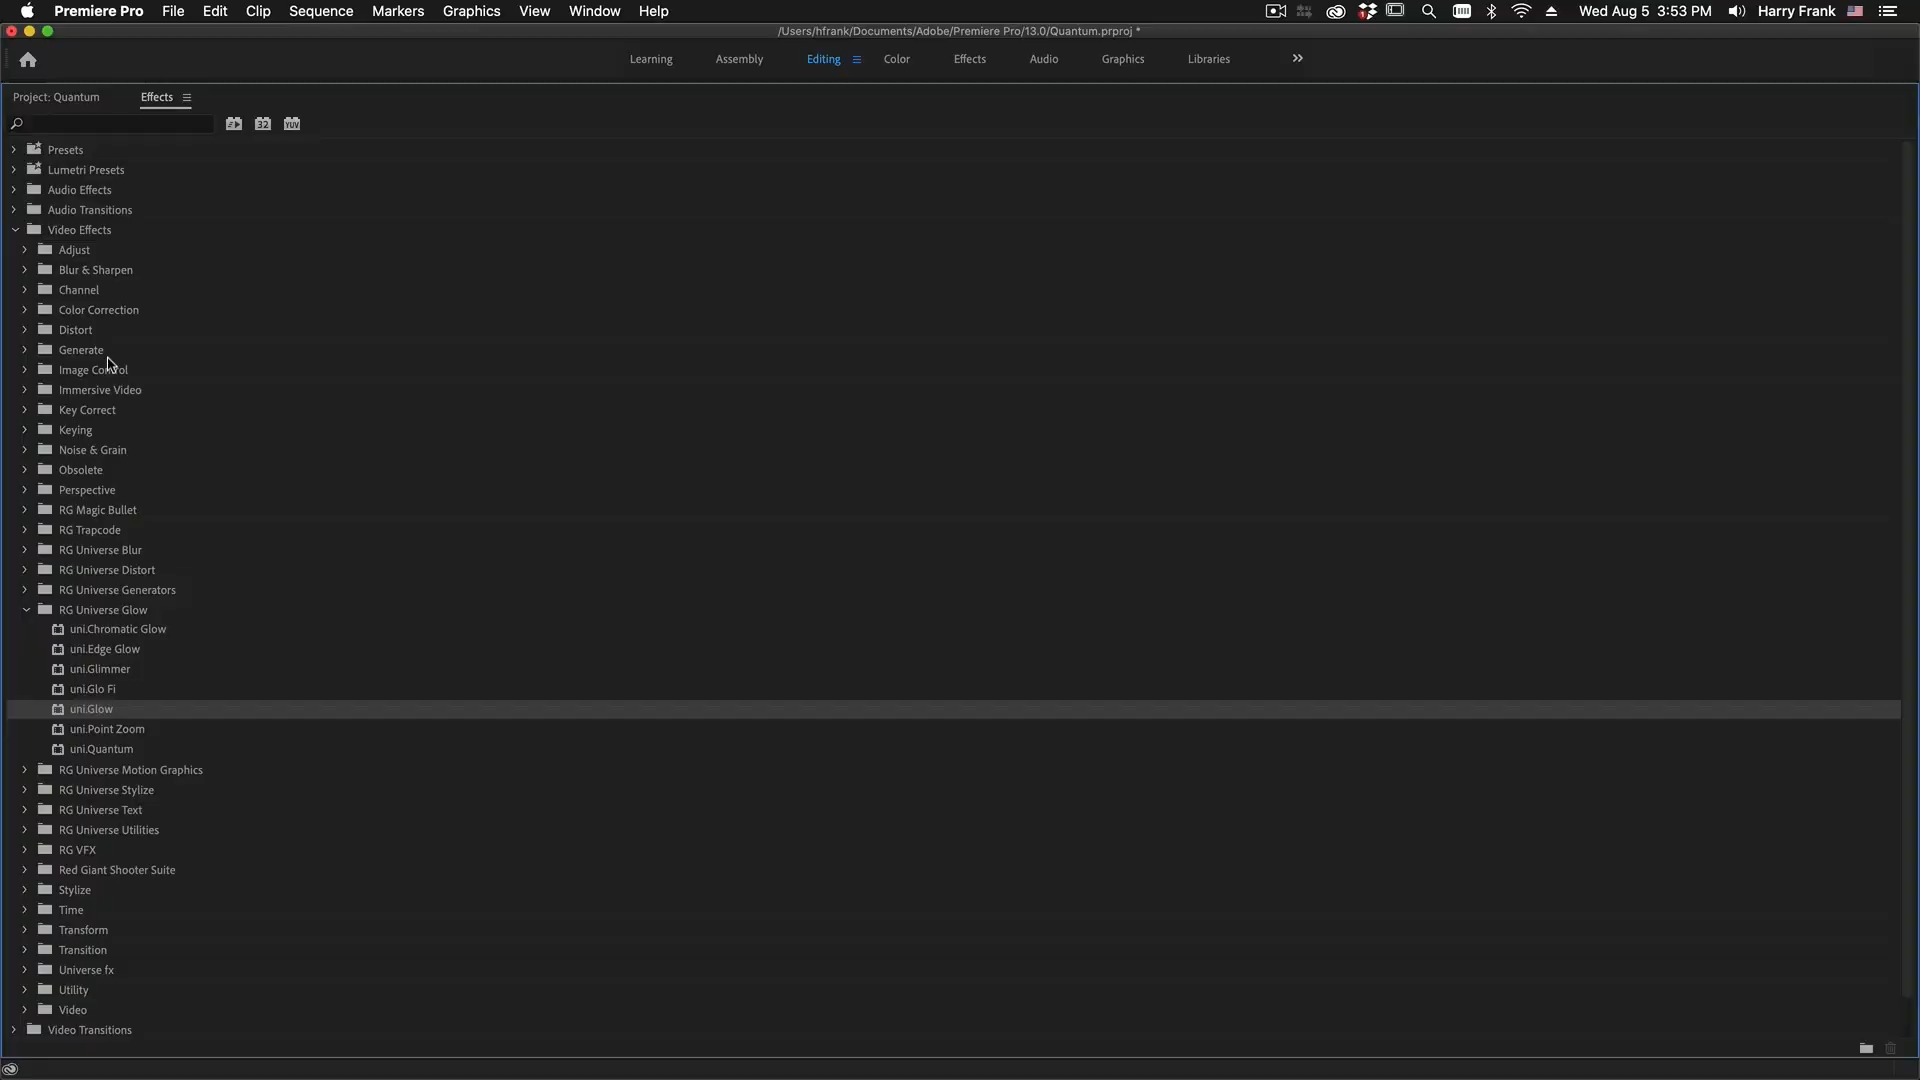 Premiere Pro File Edit Clip Sequence Markers Graphics View Window Help Wed Aug 5 3:53 PM Harry Frank
/Users/hfrank/Documents/Adobe/Premiere Pro/13.0/Quantum.prproj *
Learning Assembly Editing Color Effects Audio Graphics Libraries
Project: Quantum Effects
32 YUV
Presets
Lumetri Presets
Audio Effects
Audio Transitions
Video Effects
Adjust
Blur & Sharpen
Channel
Color Correction
Distort
Generate
Image Control
Immersive Video
Key Correct
Keying
Noise & Grain
Obsolete
Perspective
RG Magic Bullet
RG Trapcode
RG Universe Blur
RG Universe Distort
RG Universe Generators
RG Universe Glow
uni.Chromatic Glow
uni.Edge Glow
uni.Glimmer
uni.Glo Fi
uni.Glow
uni.Point Zoom
uni.Quantum
RG Universe Motion Graphics
RG Universe Stylize
RG Universe Text
RG Universe Utilities
RG VFX
Red Giant Shooter Suite
Stylize
Time
Transform
Transition
Universe fx
Utility
Video
Video Transitions